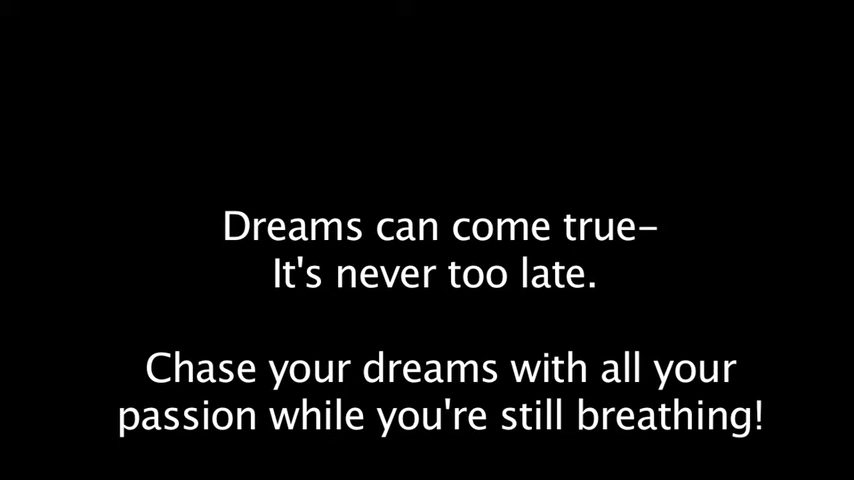 Dreams can come true-
It's never too late.
Chase your dreams with all your
passion while you're still breathing!